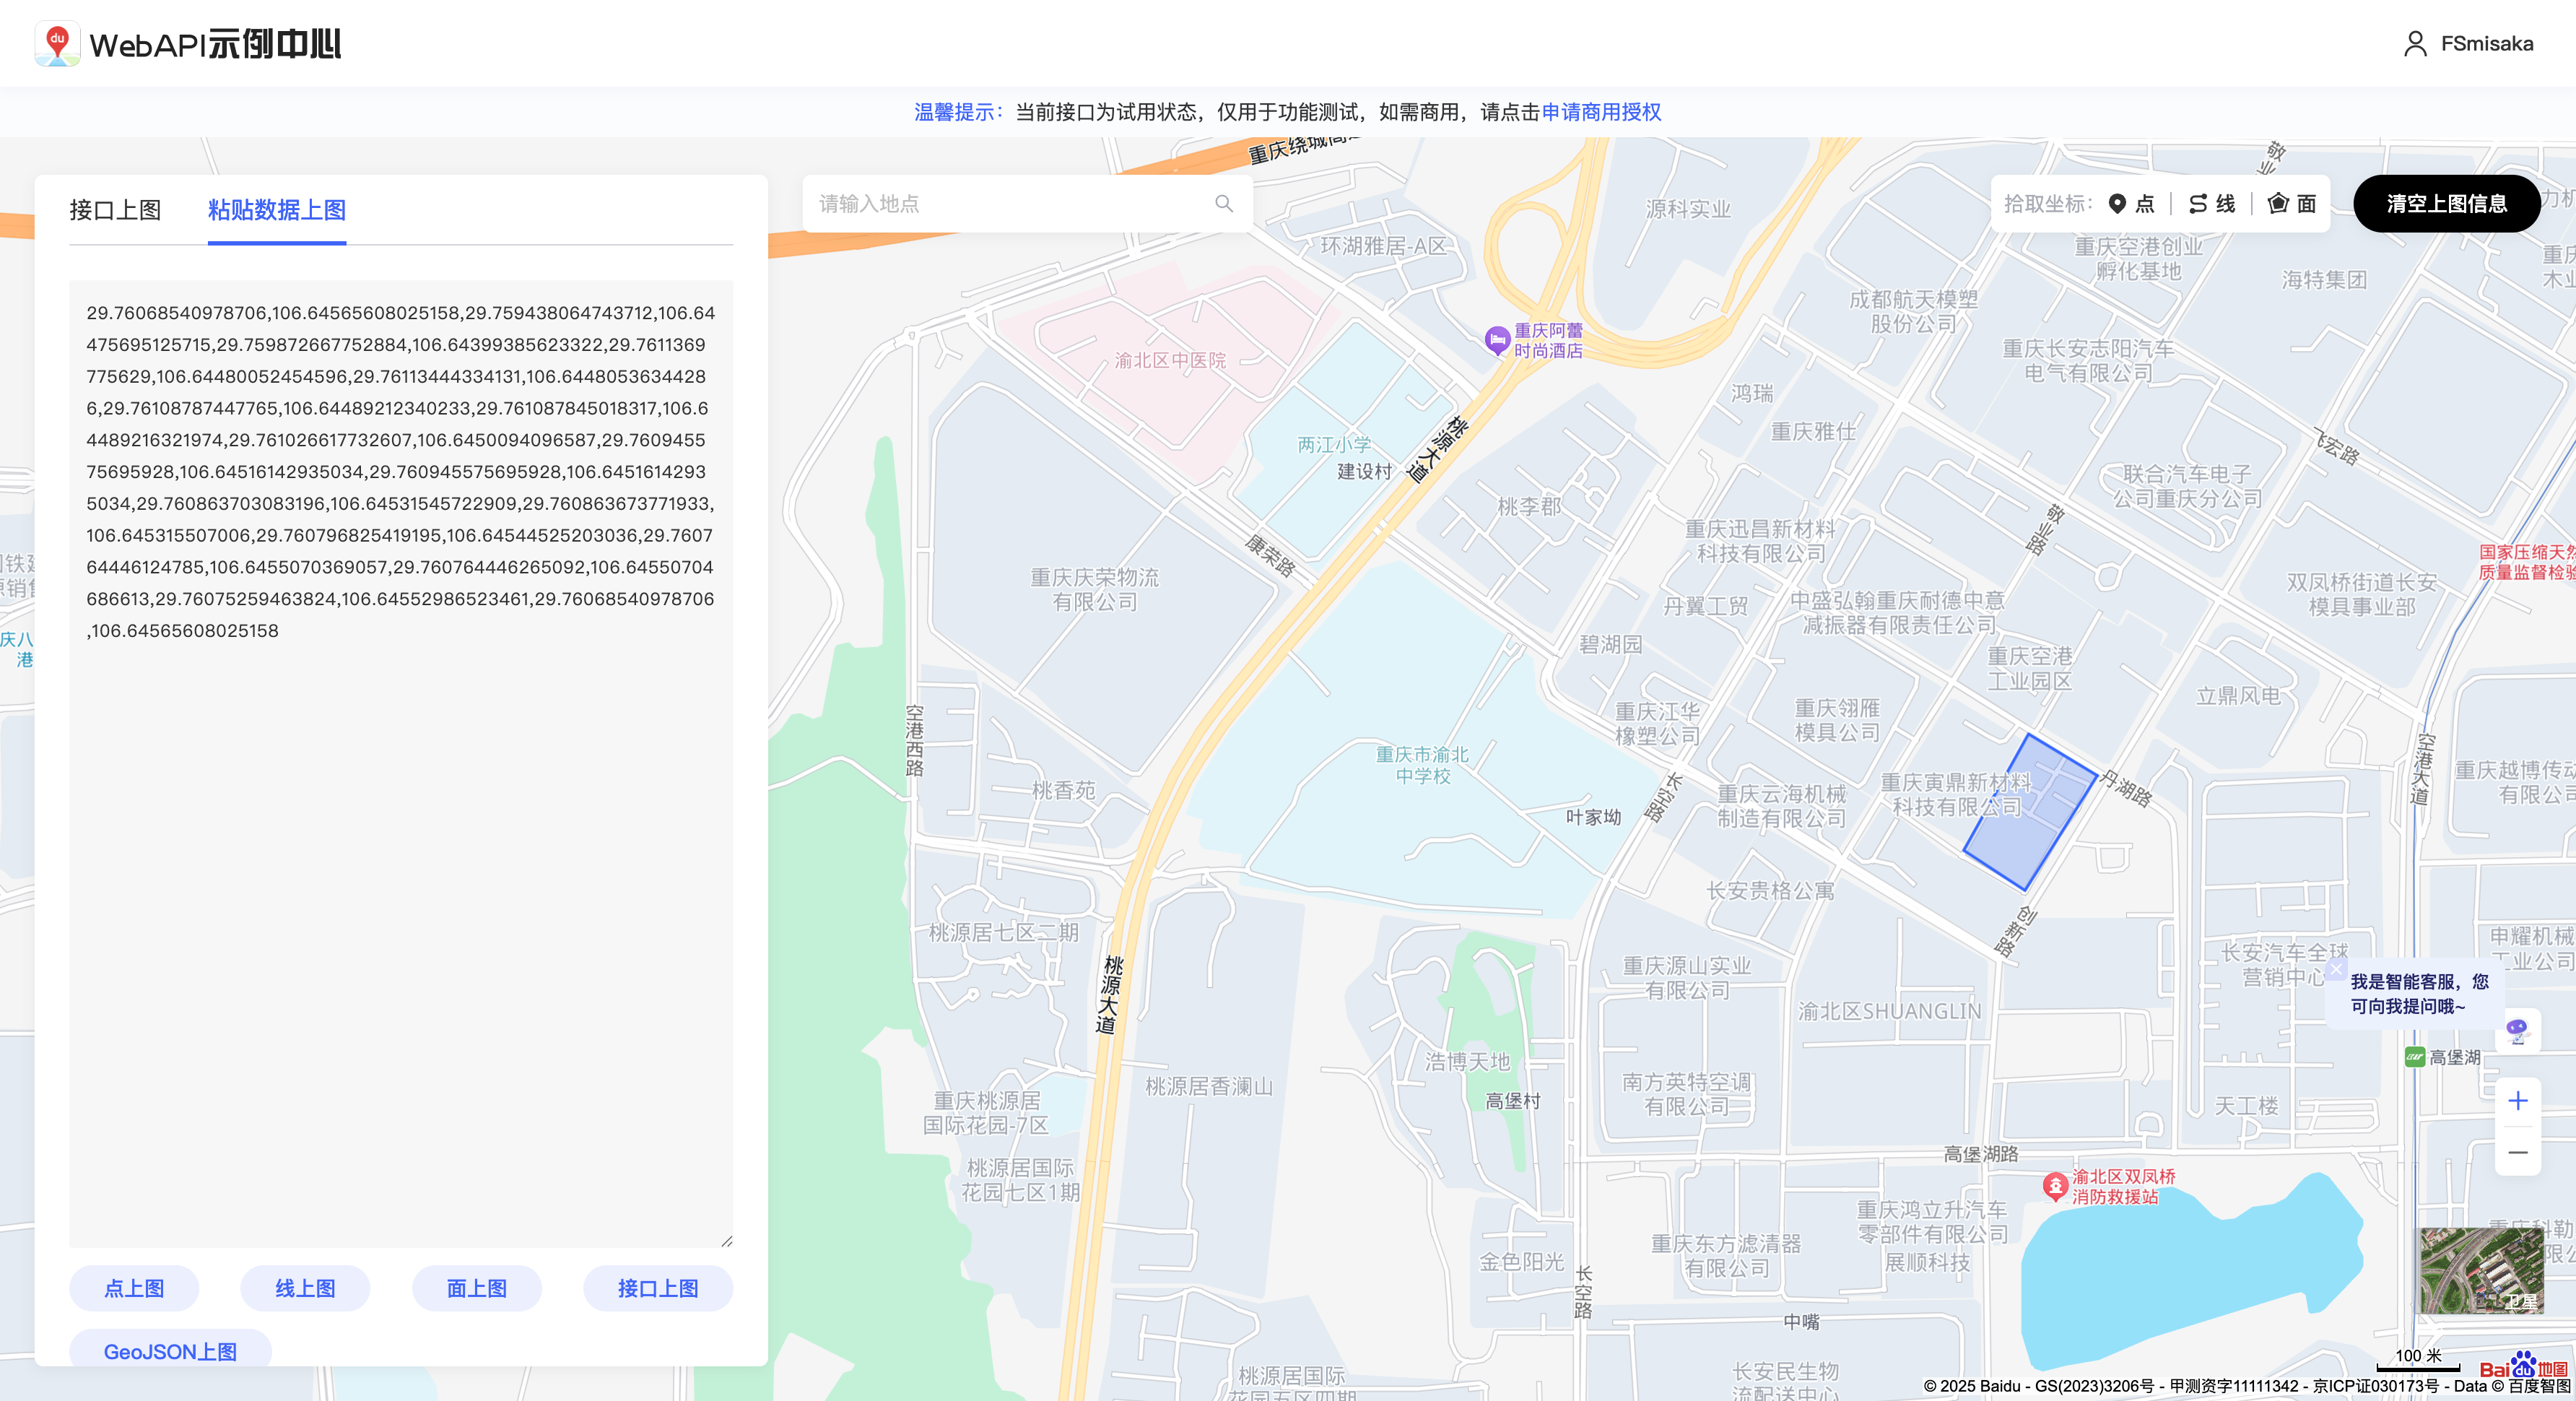 WebAPI示例中心
FSmisaka
温馨提示：当前接口为试用状态，仅用于功能测试，如需商用，请点击申请商用授权
接口上图
粘贴数据上图
29.76068540978706,106.64565608025158,29.759438064743712,106.64
475695125715,29.759872667752884,106.64399385623322,29.7611369
775629,106.64480052454596,29.76113444334131,106.6448053634428
6,29.76108787447765,106.64489212340233,29.761087845018317,106.6
4489216321974,29.761026617732607,106.6450094096587,29.7609455
75695928,106.64516142935034,29.760945575695928,106.6451614293
5034,29.760863703083196,106.64531545722909,29.760863673771933,
106.645315507006,29.760796825419195,106.64544525203036,29.7607
64446124785,106.6455070369057,29.760764446265092,106.64550704
686613,29.76075259463824,106.64552986523461,29.76068540978706
,106.64565608025158
点上图
线上图
面上图
接口上图
GeoJSON上图
请输入地点
拾取坐标：
点
线
面
清空上图信息
源科实业
环湖雅居-A区
敬业
重庆空港创业
孵化基地
海特集团
成都航天模塑
股份公司
重庆长安志阳汽车
电气有限公司
重庆阿蕾
时尚酒店
渝北区中医院
鸿瑞
重庆雅仕
两江小学
建设村
桃源大道
飞宏路
联合汽车电子
公司重庆分公司
桃李郡
重庆迅昌新材料
科技有限公司
敬业路
康荣路
重庆庆荣物流
有限公司
国家压缩天然
质量监督检验
双凤桥街道长安
模具事业部
丹翼工贸
中盛弘翰重庆耐德中意
减振器有限责任公司
碧湖园
重庆空港
工业园区
立鼎风电
重庆江华
橡塑公司
重庆翎雁
模具公司
空港西路
重庆市渝北
中学校
空港大道
重庆越博传动
有限公司
桃香苑
长空路
重庆云海机械
制造有限公司
重庆寅鼎新材料
科技有限公司
丹湖路
叶家坳
长安贵格公寓
创新路
桃源居七区二期
申耀机械
工业公司
长安汽车全球
营销中心
重庆源山实业
有限公司
桃源大道
我是智能客服，您
可向我提问哦~
渝北区SHUANGLIN
高堡湖
浩博天地
南方英特空调
有限公司
桃源居香澜山
高堡村
重庆桃源居
国际花园-7区
天工楼
高堡湖路
桃源居国际
花园七区1期
渝北区双凤桥
消防救援站
重庆鸿立升汽车
零部件有限公司
重庆东方滤清器
有限公司
展顺科技
金色阳光
长空路
中嘴
卫星
100 米
长安民生物
流配送中心
桃源居国际
花园五区四期
Bai du 地图
© 2025 Baidu - GS(2023)3206号 - 甲测资字11111342 - 京ICP证030173号 - Data © 百度智图